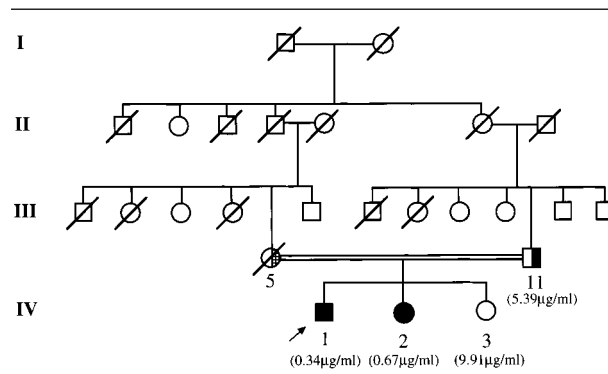 I
II
III
5
11
(5.39μg/ml)
IV
1
2
3
(0.34μg/ml)
(0.67μg/ml)
(9.91μg/ml)